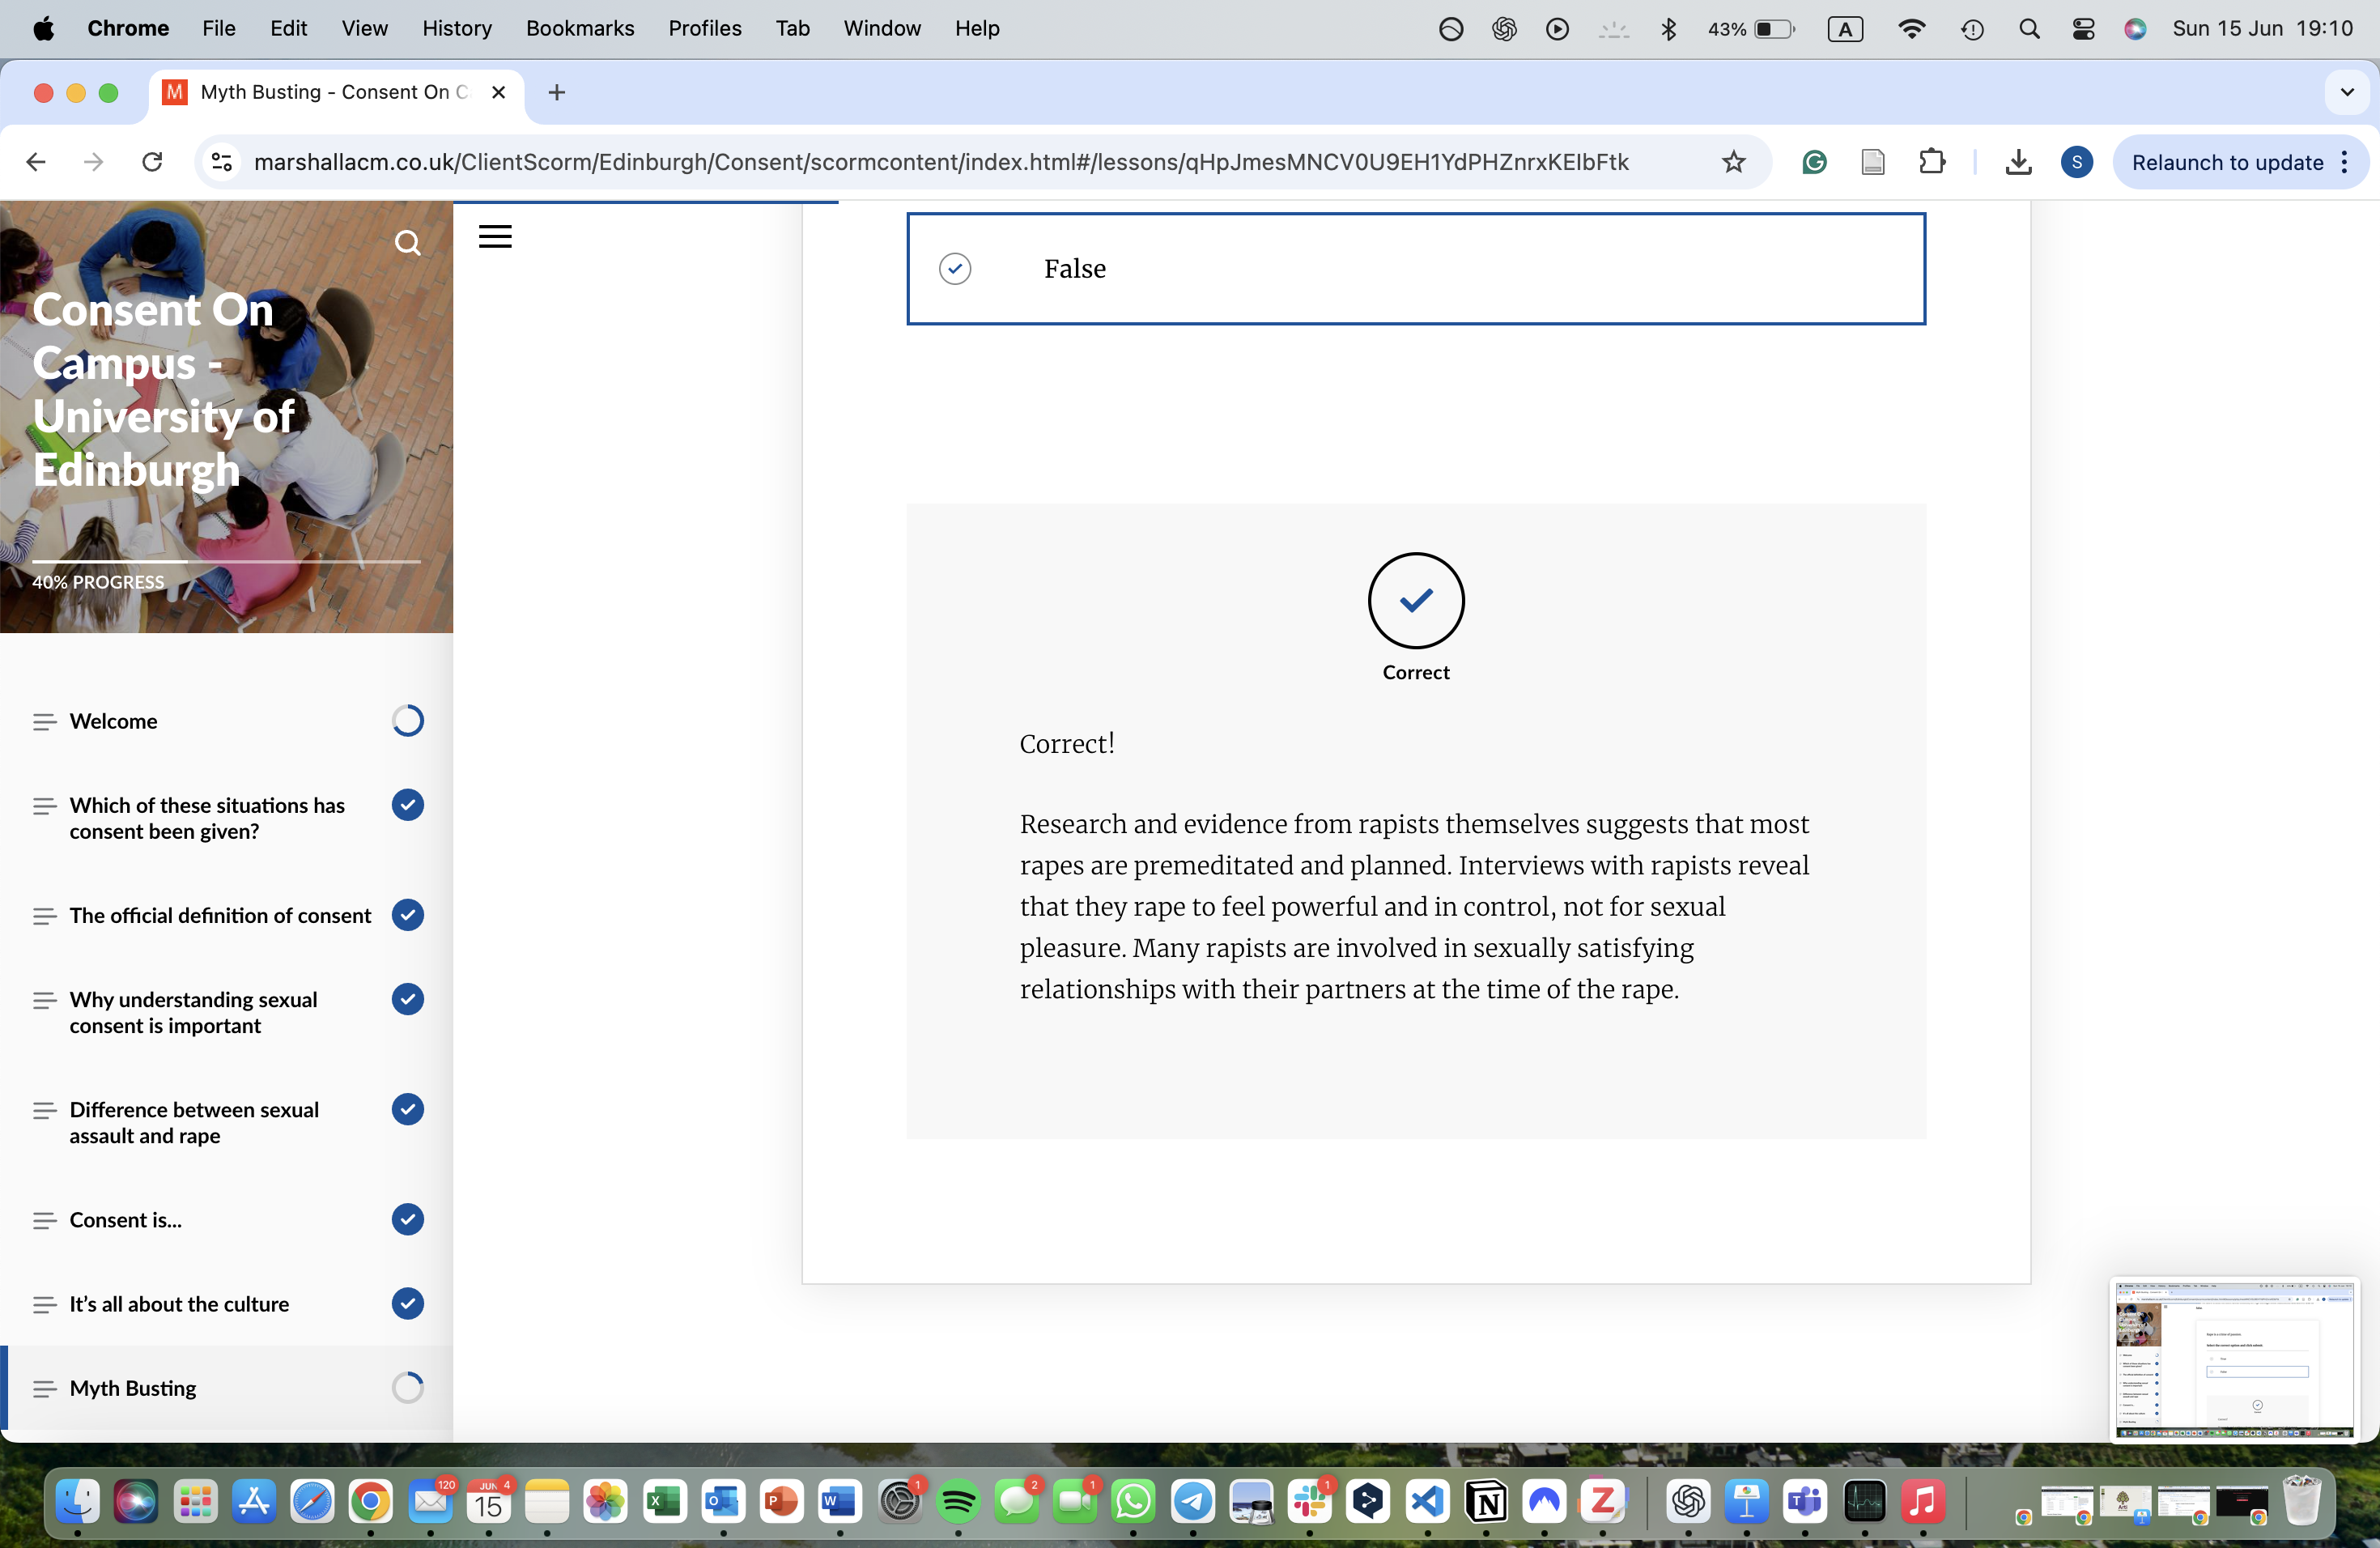 Chrome File Edit View History Bookmarks Profiles Tab Window Help 43% A Sun 15 Jun 19:10
M Myth Busting - Consent On C
marshallacm.co.uk/ClientScorm/Edinburgh/Consent/scormcontent/index.html#/lessons/qHpJmesMNCV0U9EH1YdPHZnrxKEIbFtk S Relaunch to update
Consent On
Campus -
University of
Edinburgh
40% PROGRESS
Welcome
Which of these situations has
consent been given?
The official definition of consent
Why understanding sexual
consent is important
Difference between sexual
assault and rape
Consent is...
It’s all about the culture
Myth Busting
False
Correct
Correct!
Research and evidence from rapists themselves suggests that most
rapes are premeditated and planned. Interviews with rapists reveal
that they rape to feel powerful and in control, not for sexual
pleasure. Many rapists are involved in sexually satisfying
relationships with their partners at the time of the rape.
120 JUN 4 1 2 1 1
15